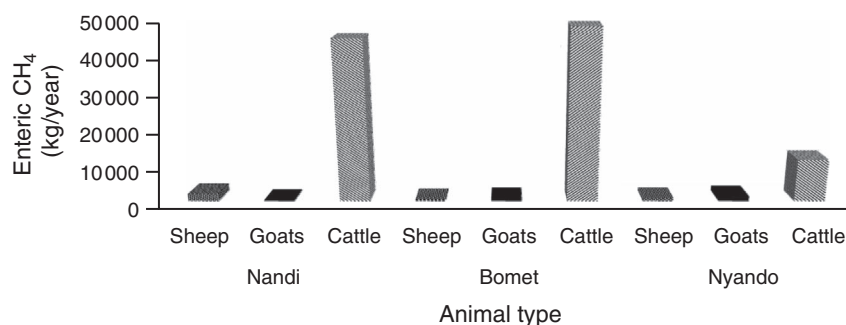 Enteric CH4
(kg/year)
50 000
40 000
30 000
20 000
10 000
0
Sheep Goats Cattle Sheep Goats Cattle Sheep Goats Cattle
Nandi Bomet Nyando
Animal type